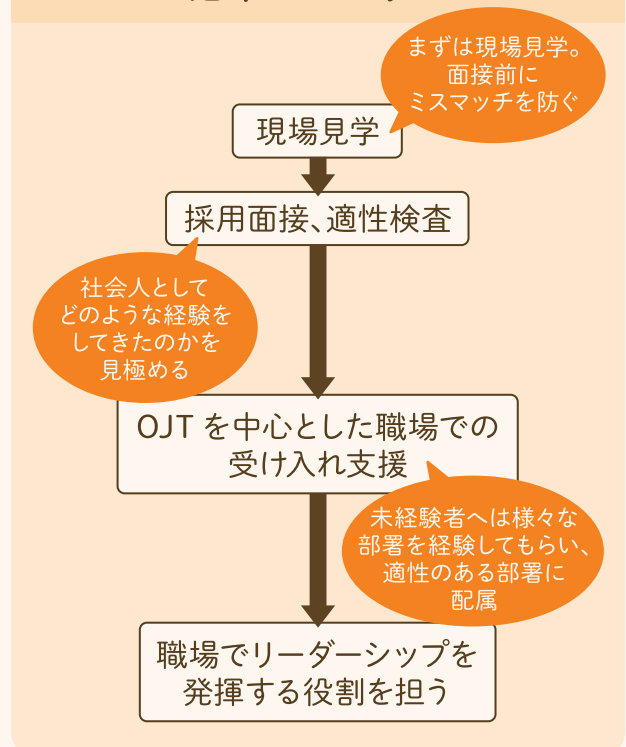 まずは現場見学。
面接前に
ミスマッチを防ぐ
現場見学
採用面接、適性検査
社会人として
どのような経験を
してきたのかを
見極める
OJTを中心とした職場での
受け入れ支援
未経験者へは様々な
部署を経験してもらい、
適性のある部署に
配属
職場でリーダーシップを
発揮する役割を担う